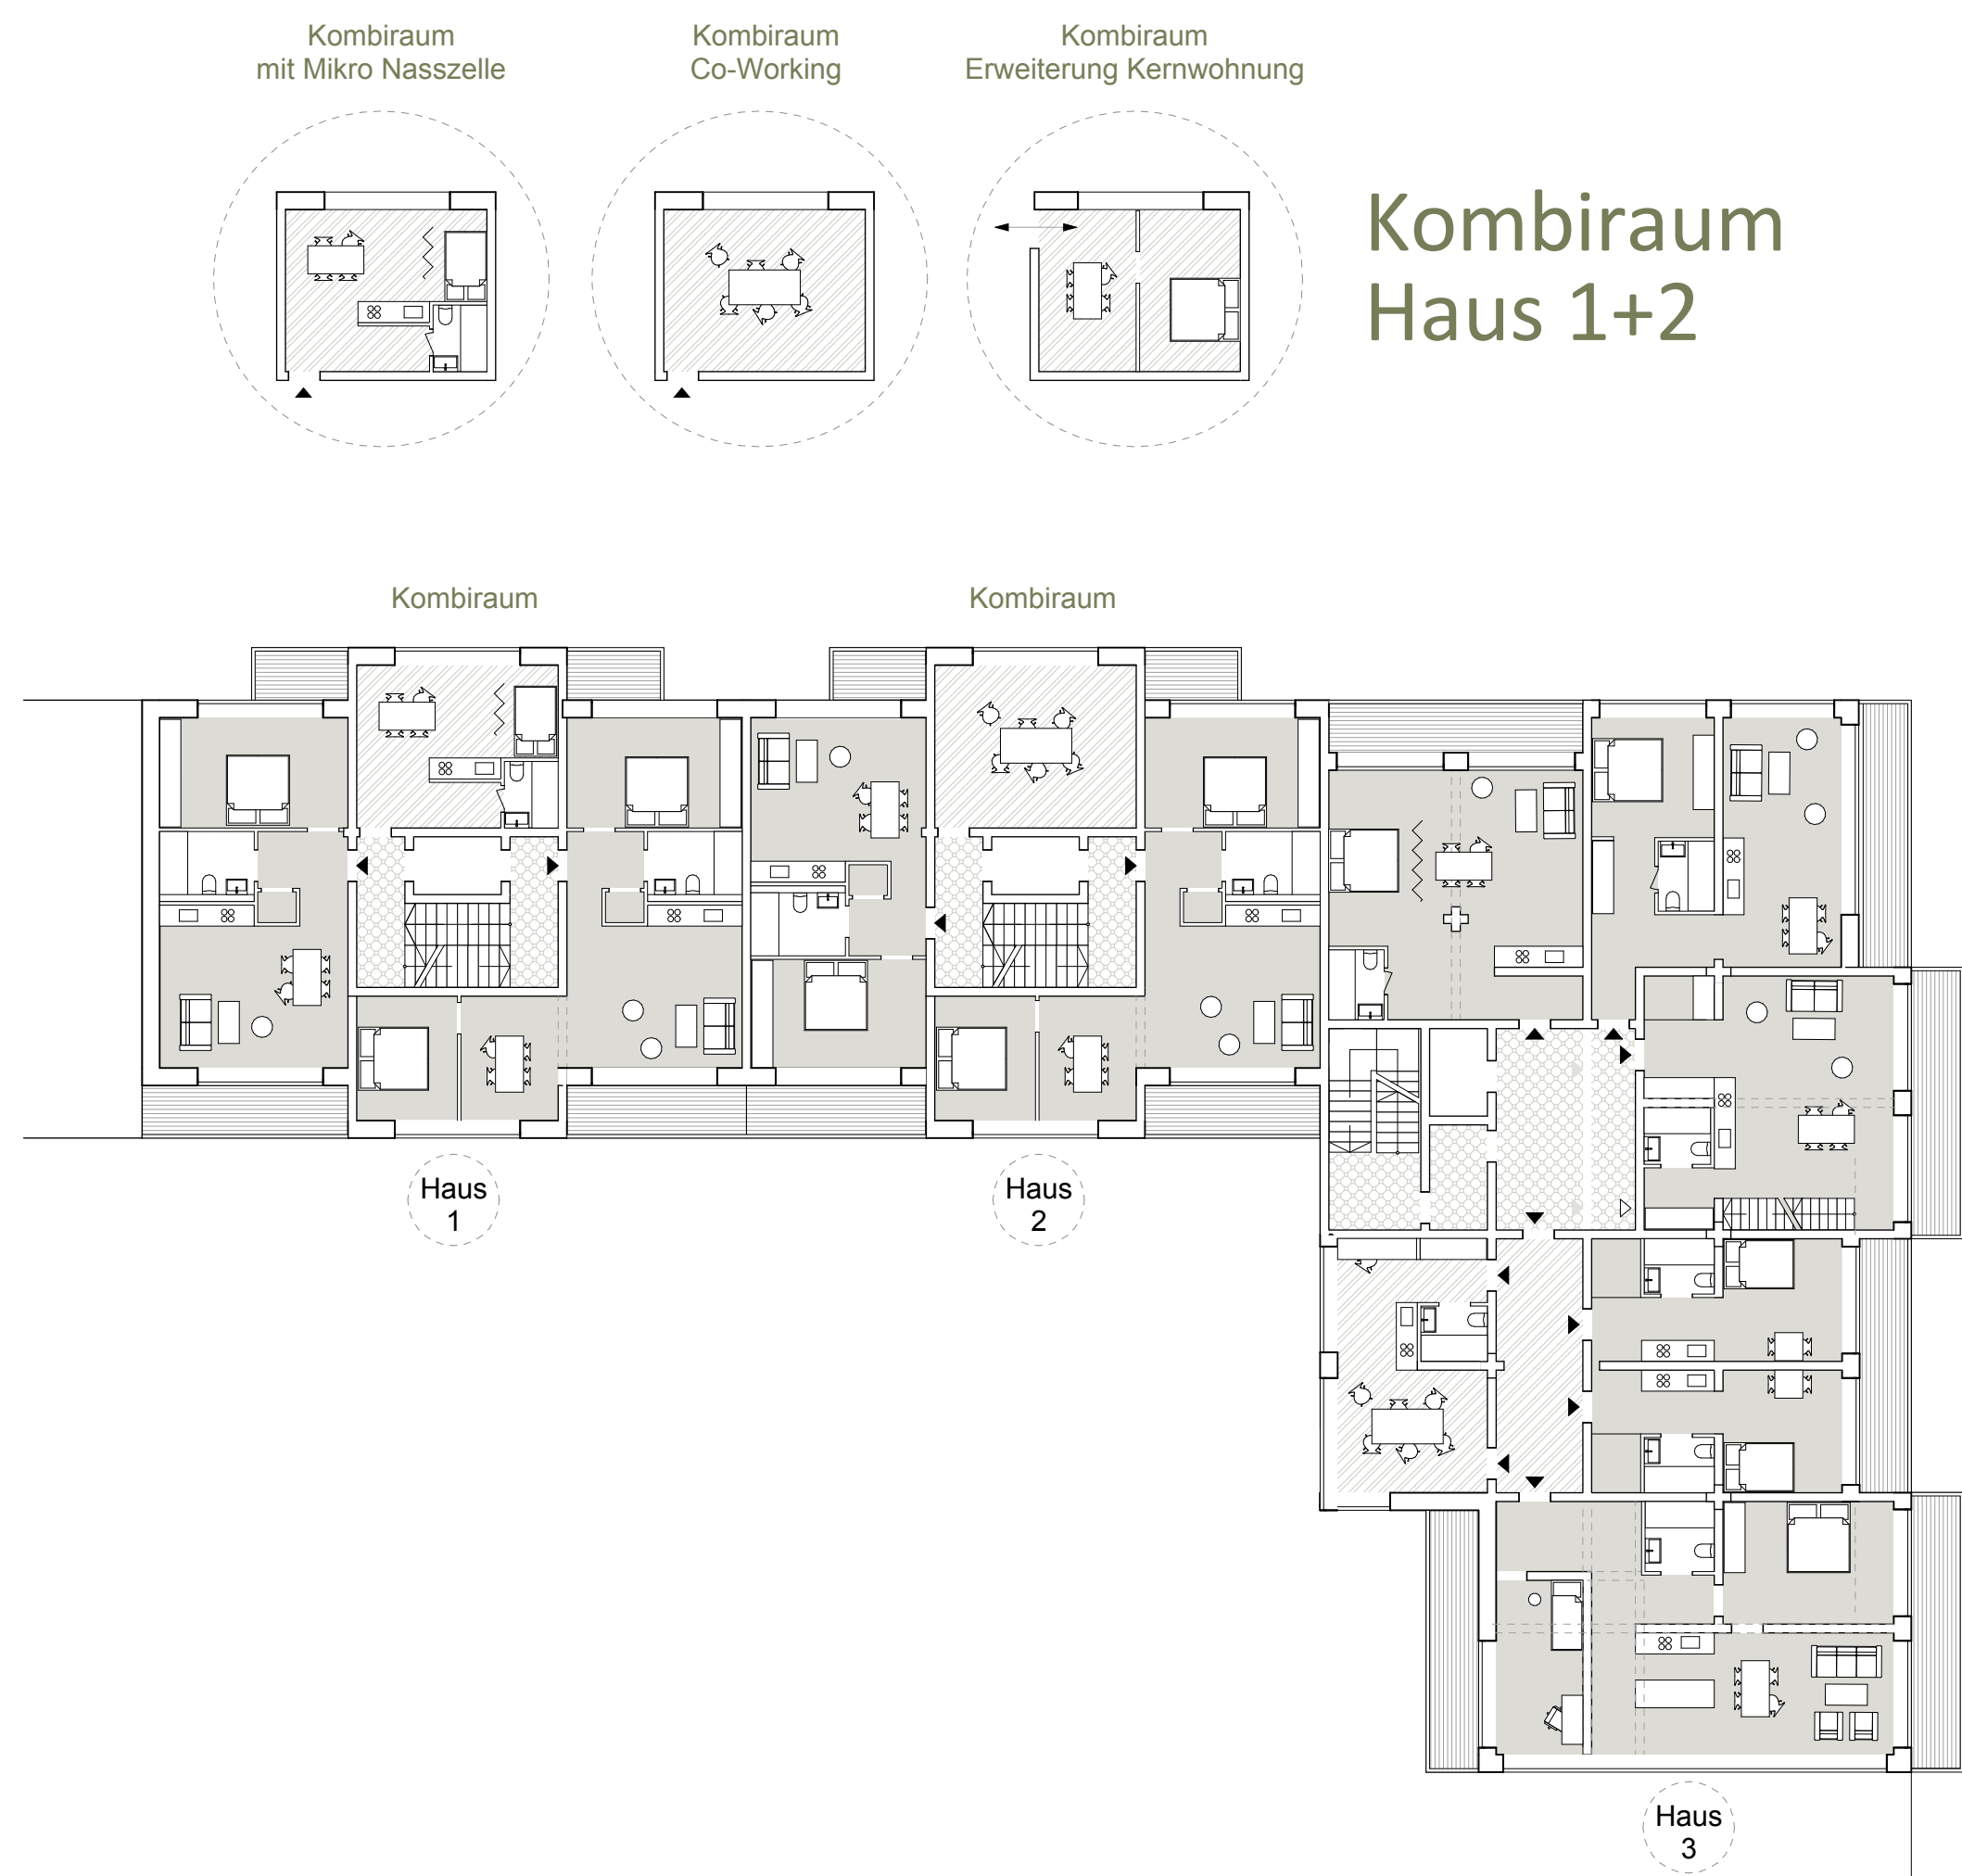 Kombiraum
mit Mikro Nasszelle
Kombiraum
Co-Working
Kombiraum
Erweiterung Kernwohnung
Kombiraum
Haus 1+2
Kombiraum
Kombiraum
Haus
1
Haus
2
Haus
3